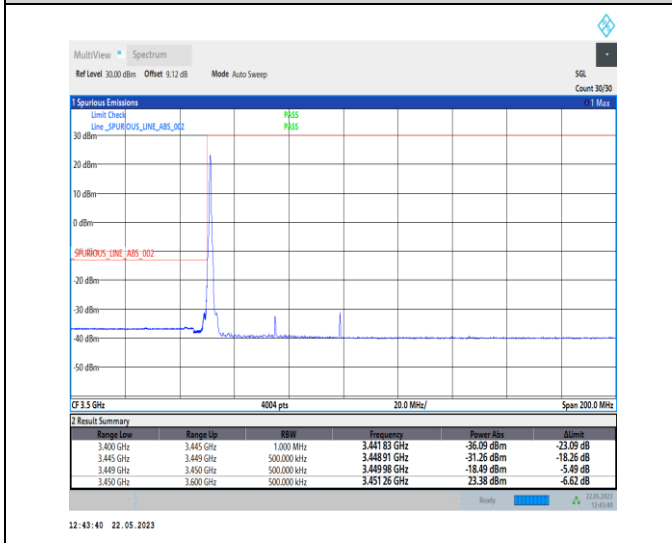 MultiView Spectrum
Ref Level 30.00 dBm Offset 9.12 dB Mode Auto Sweep SGL
Count 30/30
1 Spurious Emissions 1 Max
Limit Check PASS
Line _SPURIOUS_LINE_ABS_002 PASS
30 dBm
20 dBm
10 dBm
0 dBm
_SPURIOUS_LINE_ABS_002
-20 dBm
-30 dBm
-40 dBm
-50 dBm
CF 3.5 GHz 4004 pts 20.0 MHz/ Span 200.0 MHz
2 Result Summary
Range Low Range Up RBW Frequency Power Abs ΔLimit
3.400 GHz 3.445 GHz 1.000 MHz 3.441 83 GHz -36.09 dBm -23.09 dB
3.445 GHz 3.449 GHz 500.000 kHz 3.448 91 GHz -31.26 dBm -18.26 dB
3.449 GHz 3.450 GHz 500.000 kHz 3.449 98 GHz -18.49 dBm -5.49 dB
3.450 GHz 3.600 GHz 500.000 kHz 3.451 26 GHz 23.38 dBm -6.62 dB
Ready 22.05.2023
12:43:40
12:43:40 22.05.2023